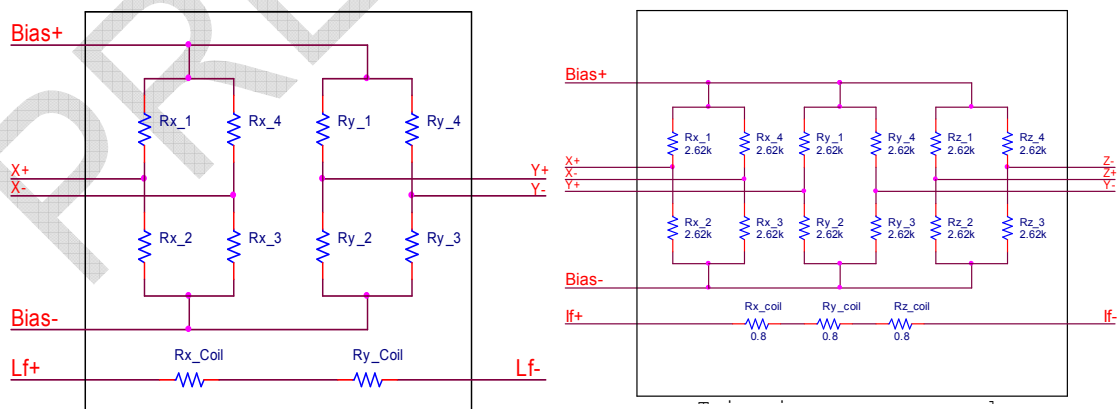 Bias+
Rx_1 Rx_4 Ry_1 Ry_4
X+
X-
Y+
Y-
Rx_2 Rx_3 Ry_2 Ry_3
Bias-
Rx_Coil Ry_Coil
Lf+ Lf-
Bias+
Rx_1 Rx_4 Ry_1 Ry_4 Rz_1 Rz_4
2.62k 2.62k 2.62k 2.62k 2.62k 2.62k
X+ Z-
X- Z+
Y+ Y-
Rx_2 Rx_3 Ry_2 Ry_3 Rz_2 Rz_3
2.62k 2.62k 2.62k 2.62k 2.62k 2.62k
Bias-
Rx_coil Ry_coil Rz_coil
If+ If-
0.8 0.8 0.8